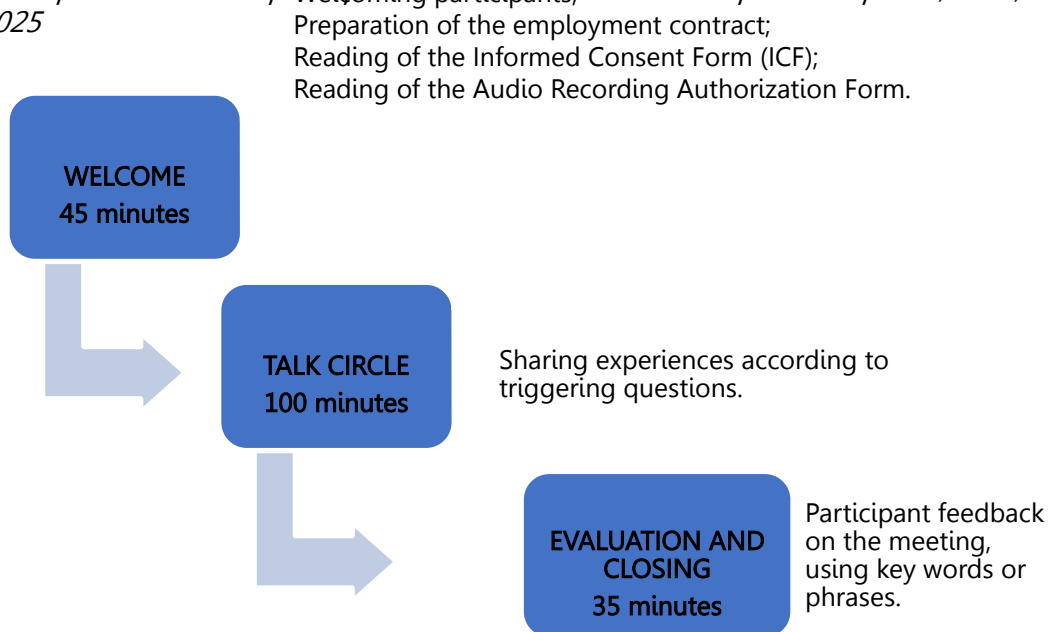 025
Welcoming participants;
Preparation of the employment contract;
Reading of the Informed Consent Form (ICF);
Reading of the Audio Recording Authorization Form.
WELCOME
45 minutes
TALK CIRCLE
100 minutes
Sharing experiences according to
triggering questions.
EVALUATION AND
CLOSING
35 minutes
Participant feedback
on the meeting,
using key words or
phrases.